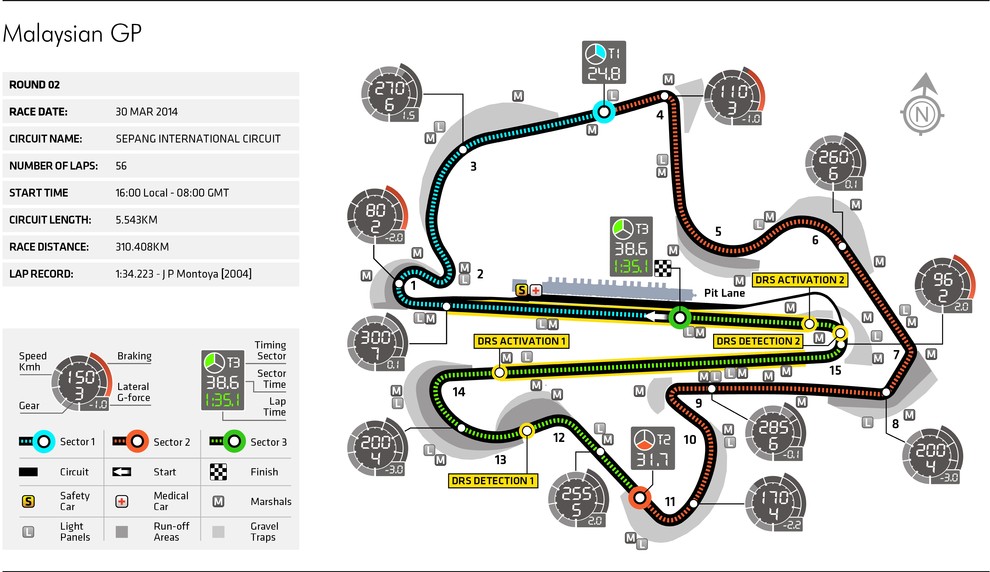 Malaysian GP
ROUND 02
RACE DATE: 30 MAR 2014
CIRCUIT NAME: SEPANG INTERNATIONAL CIRCUIT
NUMBER OF LAPS: 56
START TIME 16:00 Local - 08:00 GMT
CIRCUIT LENGTH: 5.543KM
RACE DISTANCE: 310.408KM
LAP RECORD: 1:34.223 - J P Montoya [2004]
Speed Kmh
Gear
150
3
-1.0
Braking
Lateral G-force
T3
38.6
1:35.1
Timing Sector
Sector Time
Lap Time
Sector 1
Sector 2
Sector 3
Circuit
Start
Finish
S
Safety Car
Medical Car
M
Marshals
L
Light Panels
Run-off Areas
Gravel Traps
270
6
1.5
M
L
M
3
T1
24.8
L
M
M
4
110
3
-1.0
N
L
M
5
260
6
0.1
L
M
6
M
80
2
-2.0
M
M
1
M
L
2
L
M
T3
38.6
1:35.1
S
Pit Lane
L
M
L
M
DRS ACTIVATION 2
M
DRS DETECTION 2
L
M
M
L
M
15
96
2
2.0
M
L
7
M
L
300
7
0.1
DRS ACTIVATION 1
M
L
M
14
M
L
200
4
-3.0
L
M
13
DRS DETECTION 1
M
12
255
5
2.0
T2
31.7
M
L
11
M
170
4
-2.2
M
10
M
L
L
M
M
M
9
285
6
-0.1
L
M
8
200
4
-3.0